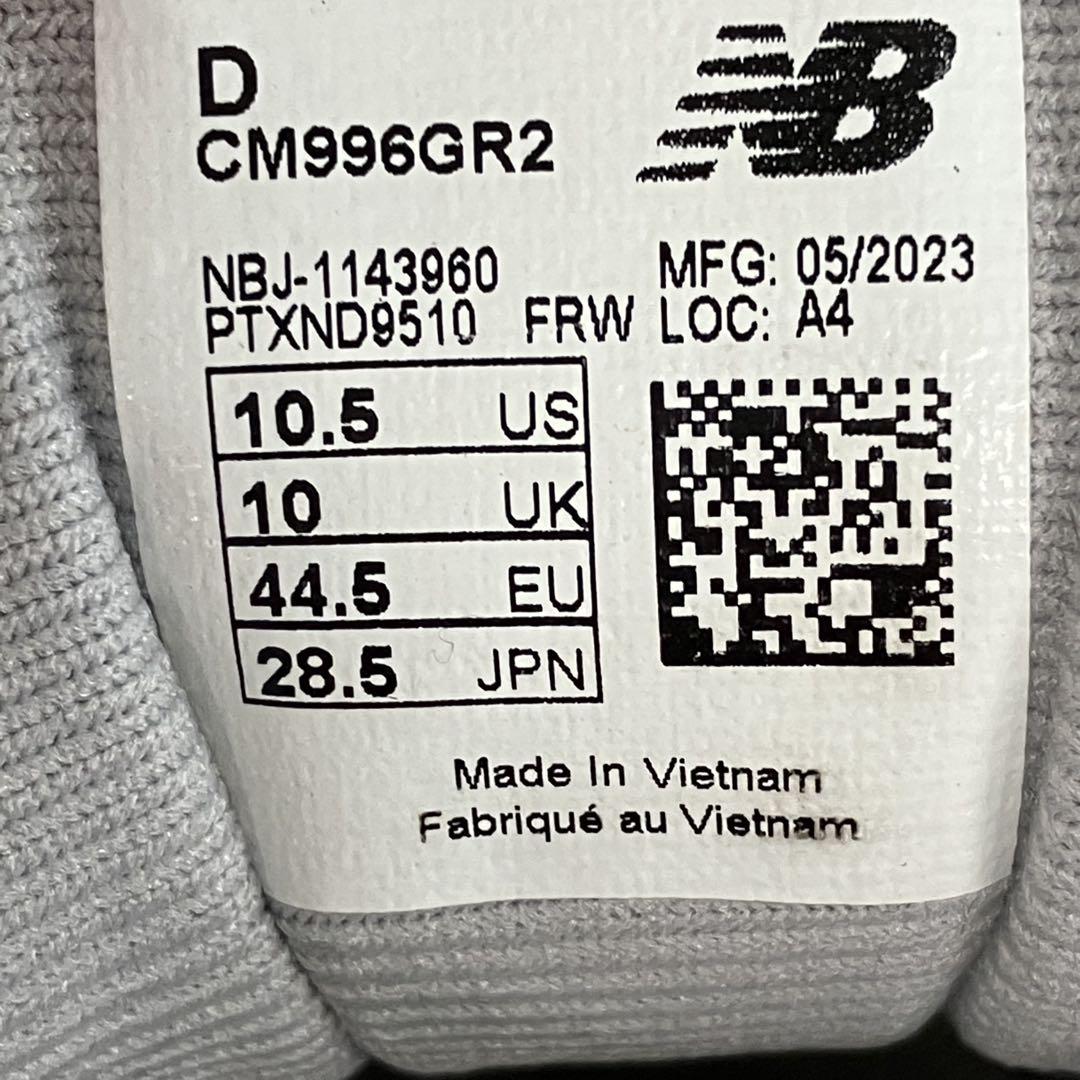 D
NB
CM996GR2
NBJ-1143960 MFG: 05/2023
PTXND9510 FRW LOC: A4
10.5 US
10 UK
44.5 EU
28.5 JPN
Made In Vietnam
Fabriqué au Vietnam